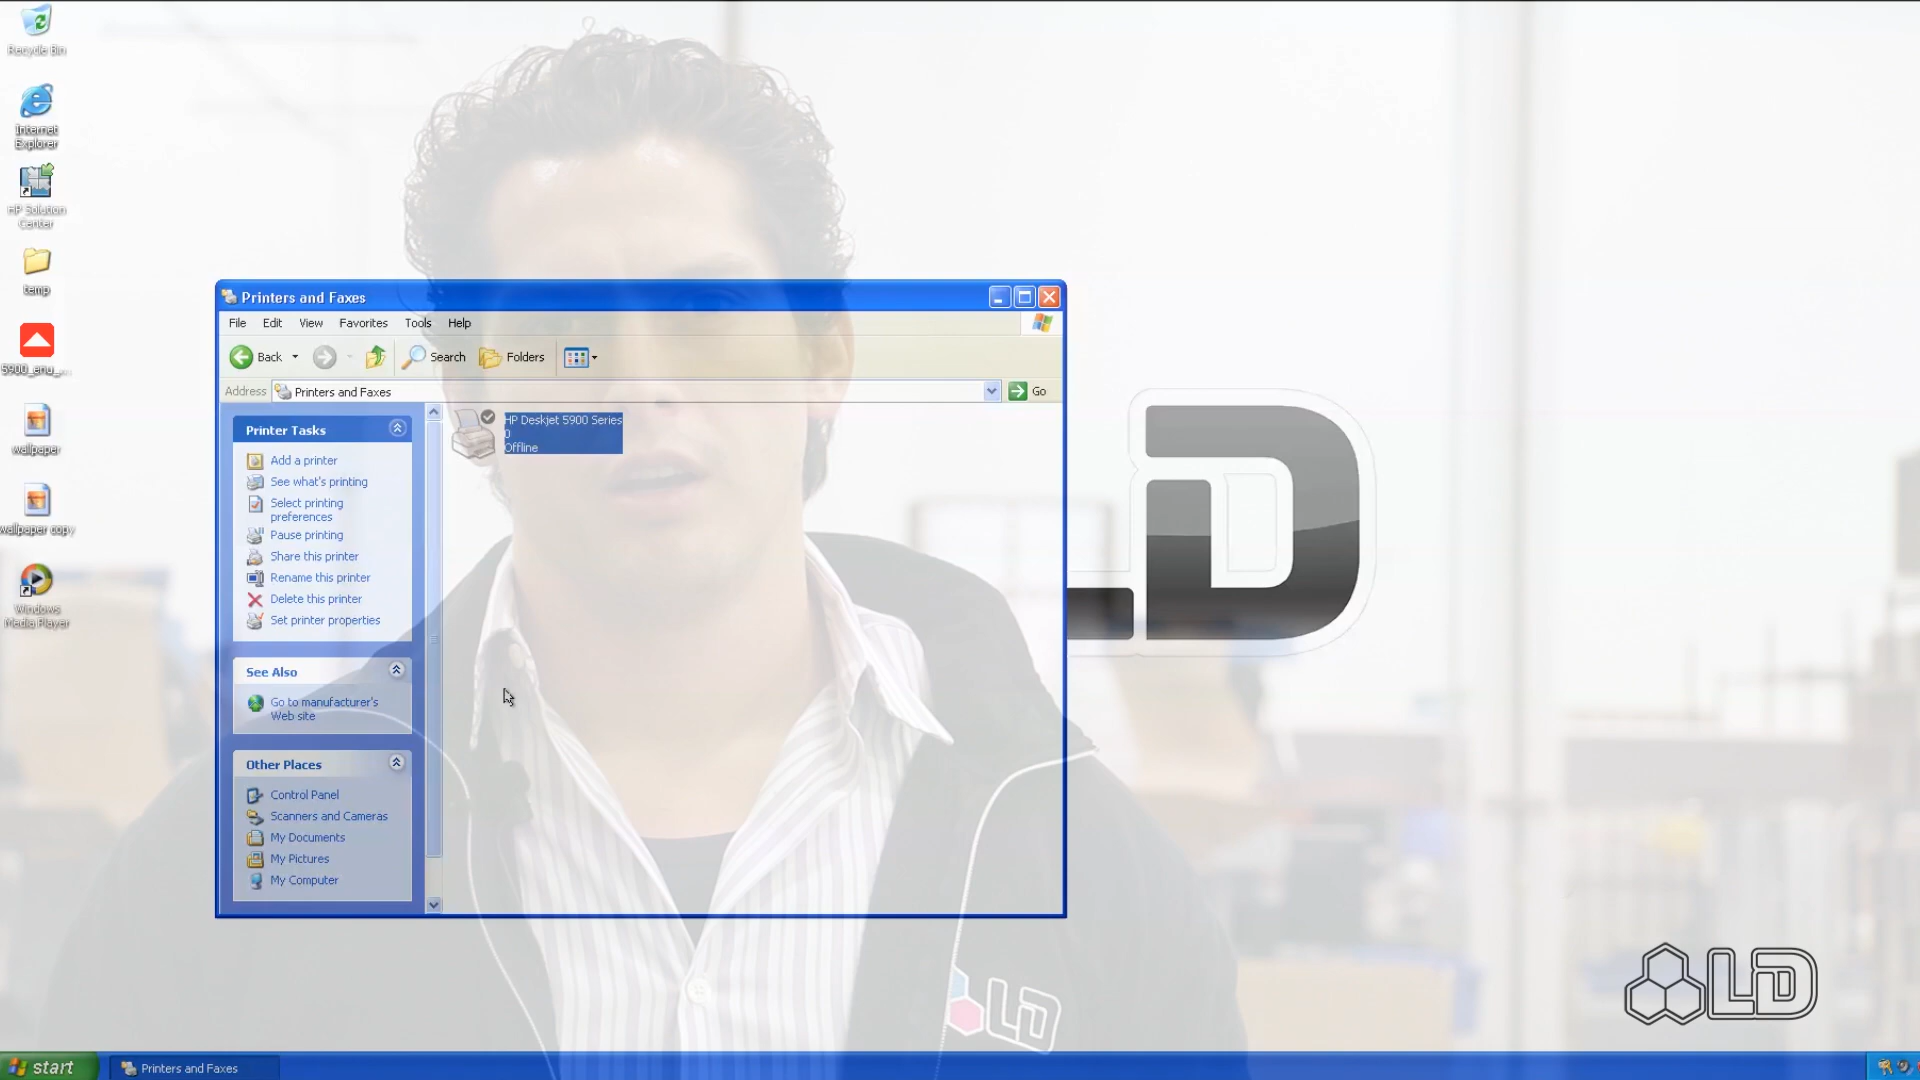 Recycle Bin
Internet
Explorer
HP Solution
Center
temp
5900_enu_...
wallpaper
wallpaper copy
Windows
Media Player
Printers and Faxes
File Edit View Favorites Tools Help
Back Search Folders
Address Printers and Faxes Go
Printer Tasks
Add a printer
See what's printing
Select printing
preferences
Pause printing
Share this printer
Rename this printer
Delete this printer
Set printer properties
See Also
Go to manufacturer's
Web site
Other Places
Control Panel
Scanners and Cameras
My Documents
My Pictures
My Computer
HP Deskjet 5900 Series
0
Offline
LD
LD
LD
start Printers and Faxes